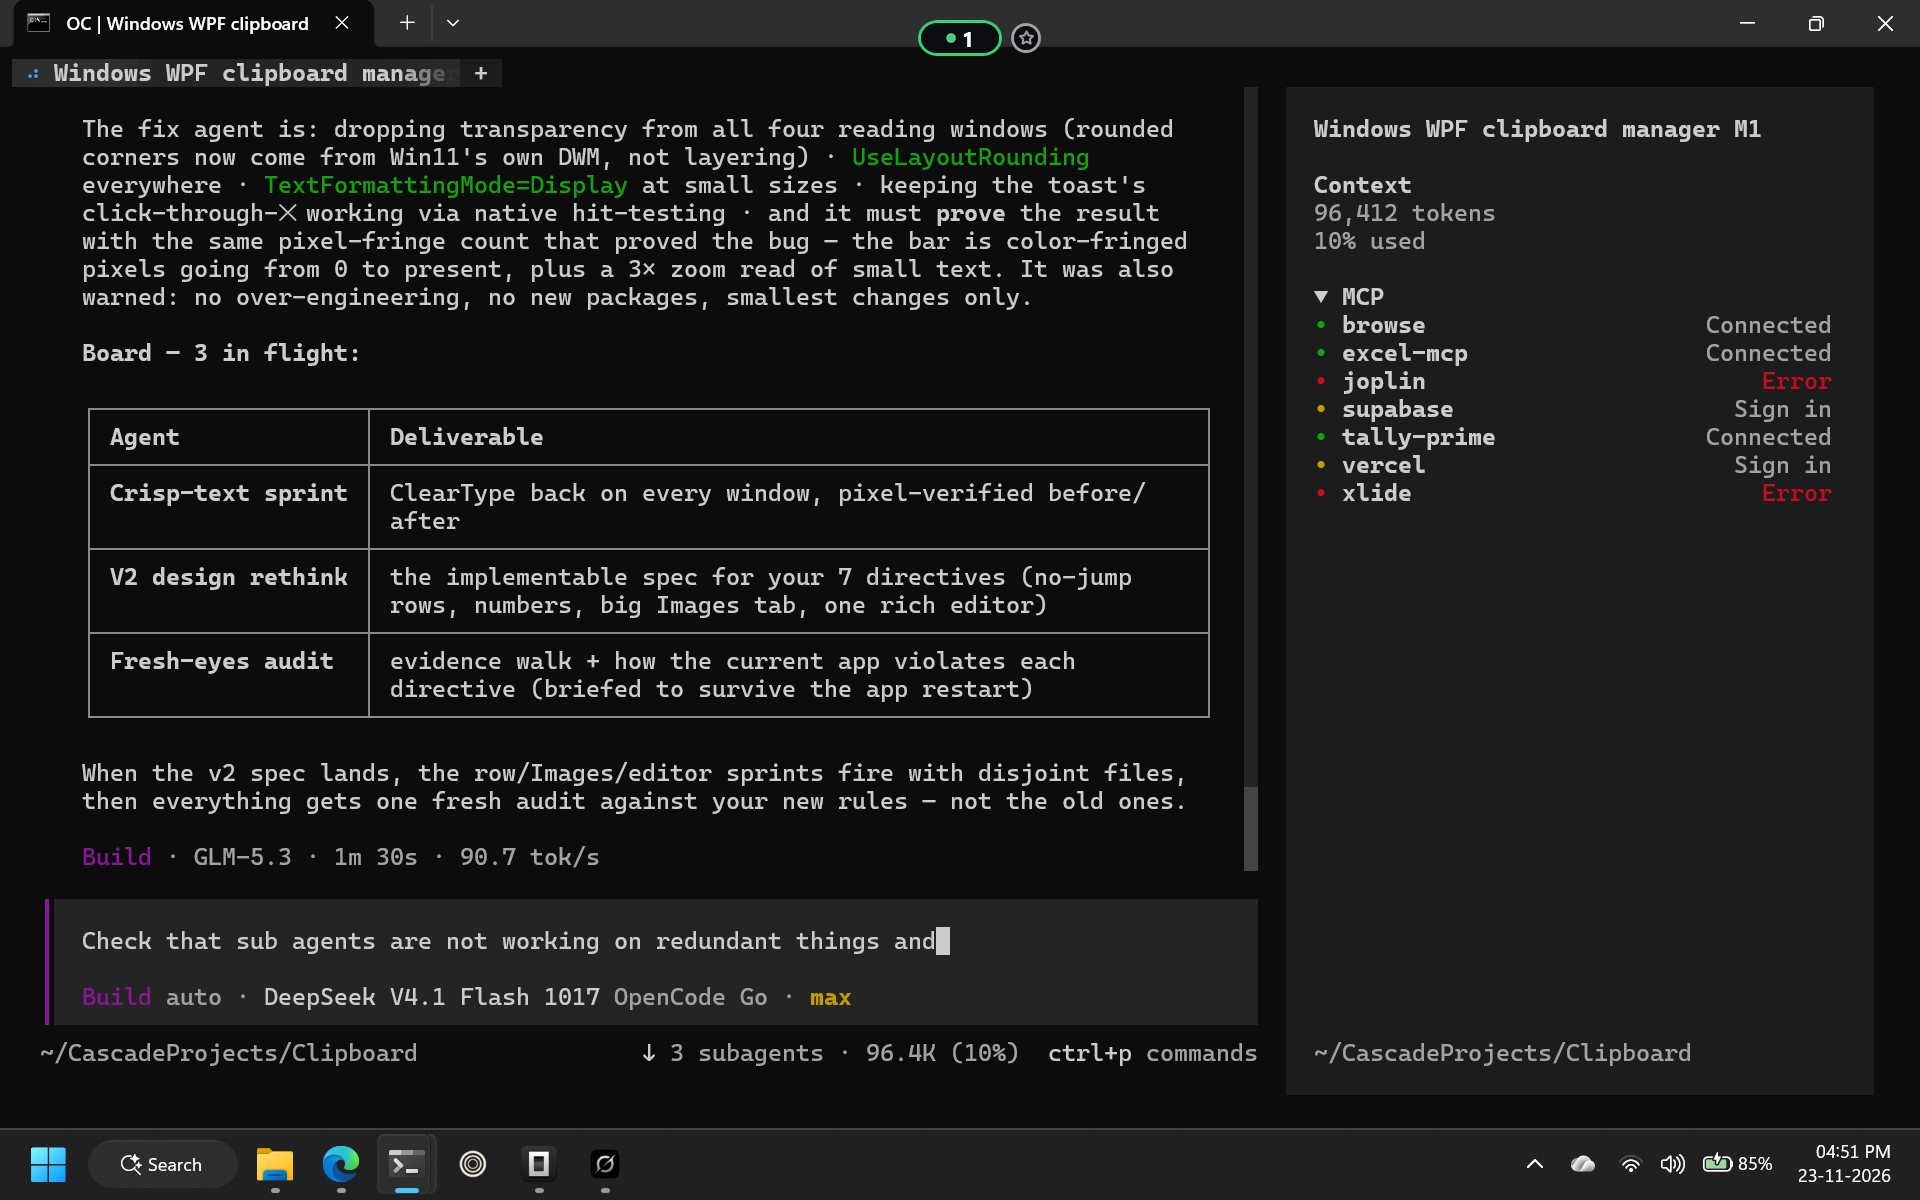 OC | Windows WPF clipboard
1
Windows WPF clipboard manager +
The fix agent is: dropping transparency from all four reading windows (rounded
corners now come from Win11's own DWM, not layering) · UseLayoutRounding
everywhere · TextFormattingMode=Display at small sizes · keeping the toast's
click-through-✕ working via native hit-testing · and it must prove the result
with the same pixel-fringe count that proved the bug — the bar is color-fringed
pixels going from 0 to present, plus a 3× zoom read of small text. It was also
warned: no over-engineering, no new packages, smallest changes only.
Board — 3 in flight:
Agent
Deliverable
Crisp-text sprint
ClearType back on every window, pixel-verified before/
after
V2 design rethink
the implementable spec for your 7 directives (no-jump
rows, numbers, big Images tab, one rich editor)
Fresh-eyes audit
evidence walk + how the current app violates each
directive (briefed to survive the app restart)
When the v2 spec lands, the row/Images/editor sprints fire with disjoint files,
then everything gets one fresh audit against your new rules — not the old ones.
Build · GLM-5.3 · 1m 30s · 90.7 tok/s
Check that sub agents are not working on redundant things and
Build auto · DeepSeek V4.1 Flash 1017 OpenCode Go · max
~/CascadeProjects/Clipboard
↓ 3 subagents · 96.4K (10%) ctrl+p commands
Windows WPF clipboard manager M1
Context
96,412 tokens
10% used
▼ MCP
• browse Connected
• excel-mcp Connected
• joplin Error
• supabase Sign in
• tally-prime Connected
• vercel Sign in
• xlide Error
~/CascadeProjects/Clipboard
Search
85%
04:51 PM
23-11-2026